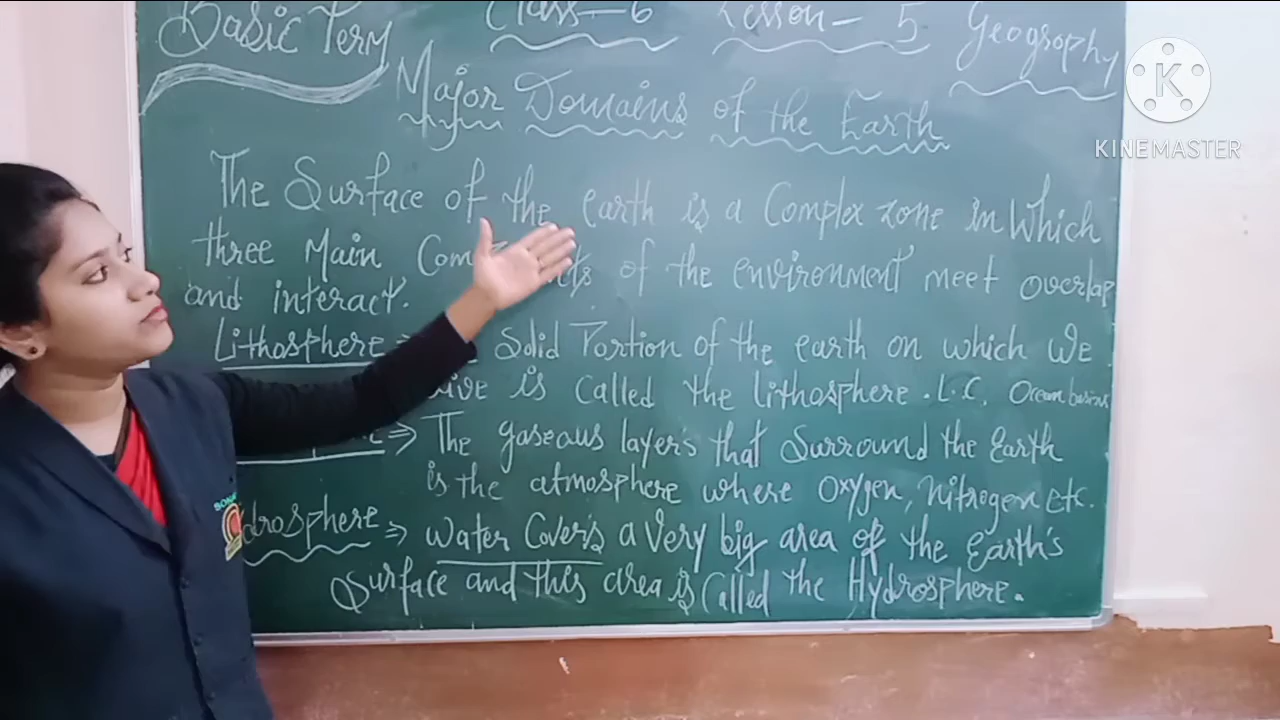 Basic Term Class-6 Lesson-5 Geography
Major Domains of the Earth
The Surface of the earth is a Complex zone in Which
three Main Com ts of the environment meet overlap
and interact.
Lithosphere ⇒ Solid Portion of the earth on which We
live is Called the lithosphere. L.C, Ocean basins
⇒ The gaseous layers that Surround the Earth
is the atmosphere where Oxygen, Nitrogen etc.
drosphere ⇒ Water Cover's a Very big area of the Earth's
Surface and this area is Called the Hydrosphere.
K
KINEMASTER